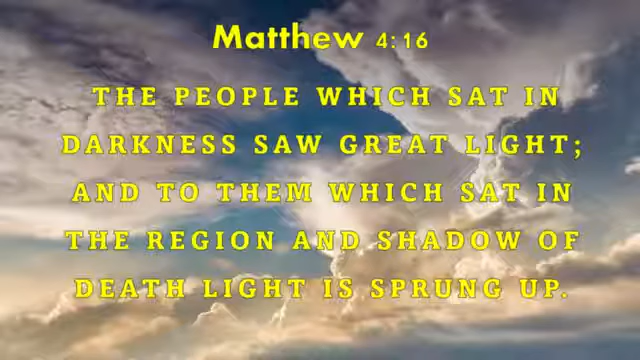 Matthew 4:16
THE PEOPLE WHICH SAT IN
DARKNESS SAW GREAT LIGHT;
AND TO THEM WHICH SAT IN
THE REGION AND SHADOW OF
DEATH LIGHT IS SPRUNG UP.